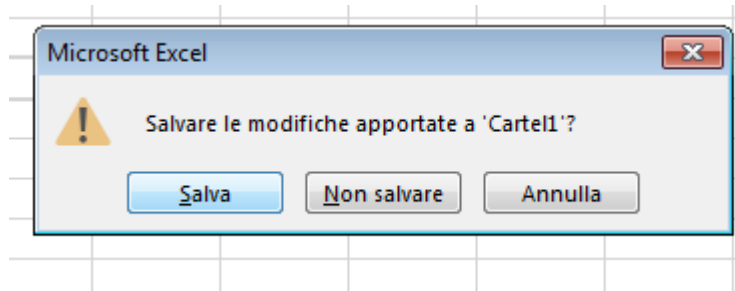 Microsoft Excel
Salvare le modifiche apportate a 'Cartel1'?
Salva Non salvare Annulla